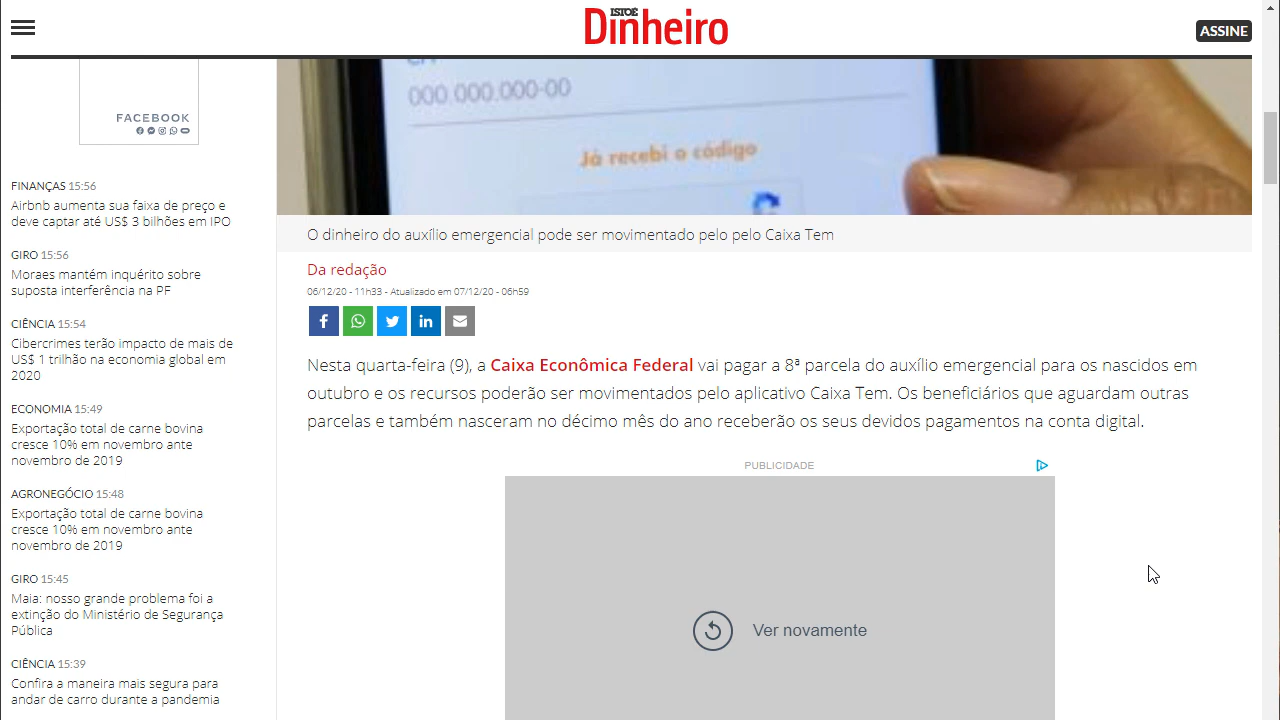 ISTOÉ
Dinheiro
ASSINE
FACEBOOK
FINANÇAS 15:56
Airbnb aumenta sua faixa de preço e
deve captar até US$ 3 bilhões em IPO
GIRO 15:56
Moraes mantém inquérito sobre
suposta interferência na PF
CIÊNCIA 15:54
Cibercrimes terão impacto de mais de
US$ 1 trilhão na economia global em
2020
ECONOMIA 15:49
Exportação total de carne bovina
cresce 10% em novembro ante
novembro de 2019
AGRONEGÓCIO 15:48
Exportação total de carne bovina
cresce 10% em novembro ante
novembro de 2019
GIRO 15:45
Maia: nosso grande problema foi a
extinção do Ministério de Segurança
Pública
CIÊNCIA 15:39
Confira a maneira mais segura para
andar de carro durante a pandemia
000.000.000-00
Já recebi o código
O dinheiro do auxílio emergencial pode ser movimentado pelo pelo Caixa Tem
Da redação
06/12/20 - 11h33 - Atualizado em 07/12/20 - 06h59
Nesta quarta-feira (9), a Caixa Econômica Federal vai pagar a 8ª parcela do auxílio emergencial para os nascidos em
outubro e os recursos poderão ser movimentados pelo aplicativo Caixa Tem. Os beneficiários que aguardam outras
parcelas e também nasceram no décimo mês do ano receberão os seus devidos pagamentos na conta digital.
PUBLICIDADE
Ver novamente